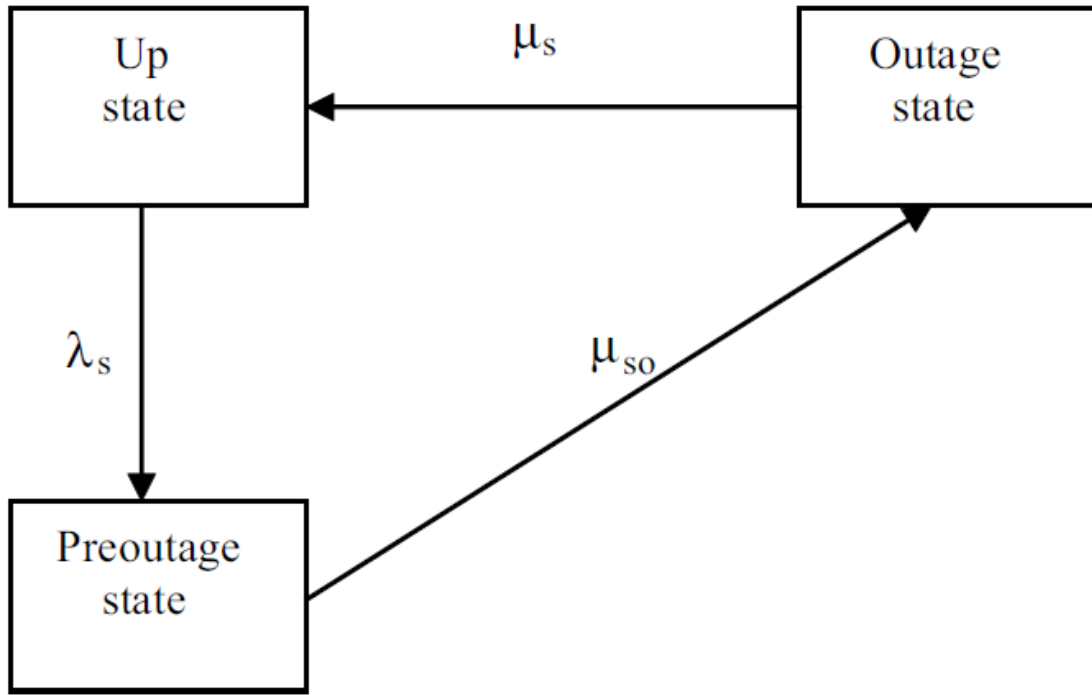 Up
state
μs
Outage
state
λs
μso
Preoutage
state